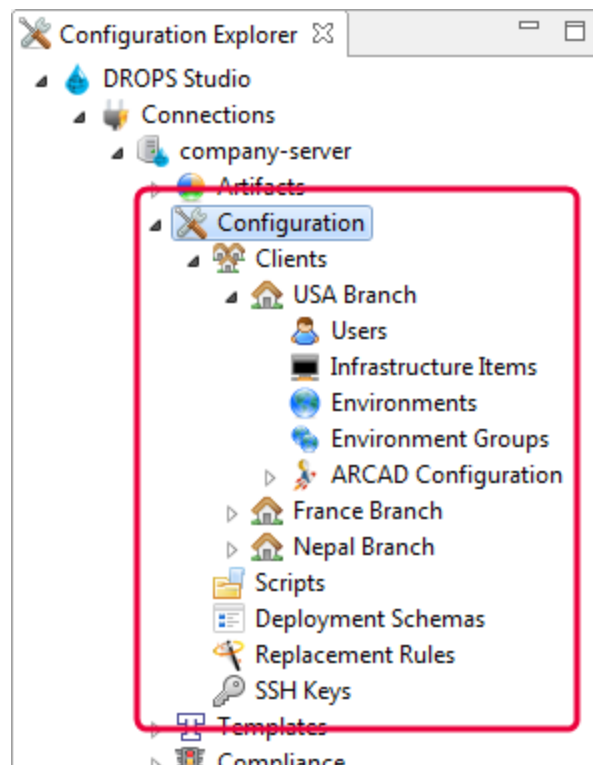 Configuration Explorer
DROPS Studio
Connections
company-server
Artifacts
Configuration
Clients
USA Branch
Users
Infrastructure Items
Environments
Environment Groups
ARCAD Configuration
France Branch
Nepal Branch
Scripts
Deployment Schemas
Replacement Rules
SSH Keys
Templates
Compliance